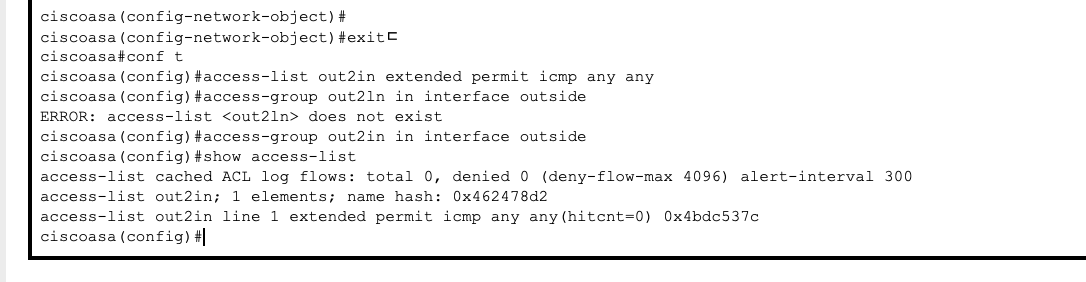 ciscoasa(config-network-object)#
ciscoasa(config-network-object)#exit
ciscoasa#conf t
ciscoasa(config)#access-list out2in extended permit icmp any any
ciscoasa(config)#access-group out2ln in interface outside
ERROR: access-list <out2ln> does not exist
ciscoasa(config)#access-group out2in in interface outside
ciscoasa(config)#show access-list
access-list cached ACL log flows: total 0, denied 0 (deny-flow-max 4096) alert-interval 300
access-list out2in; 1 elements; name hash: 0x462478d2
access-list out2in line 1 extended permit icmp any any(hitcnt=0) 0x4bdc537c
ciscoasa(config)#